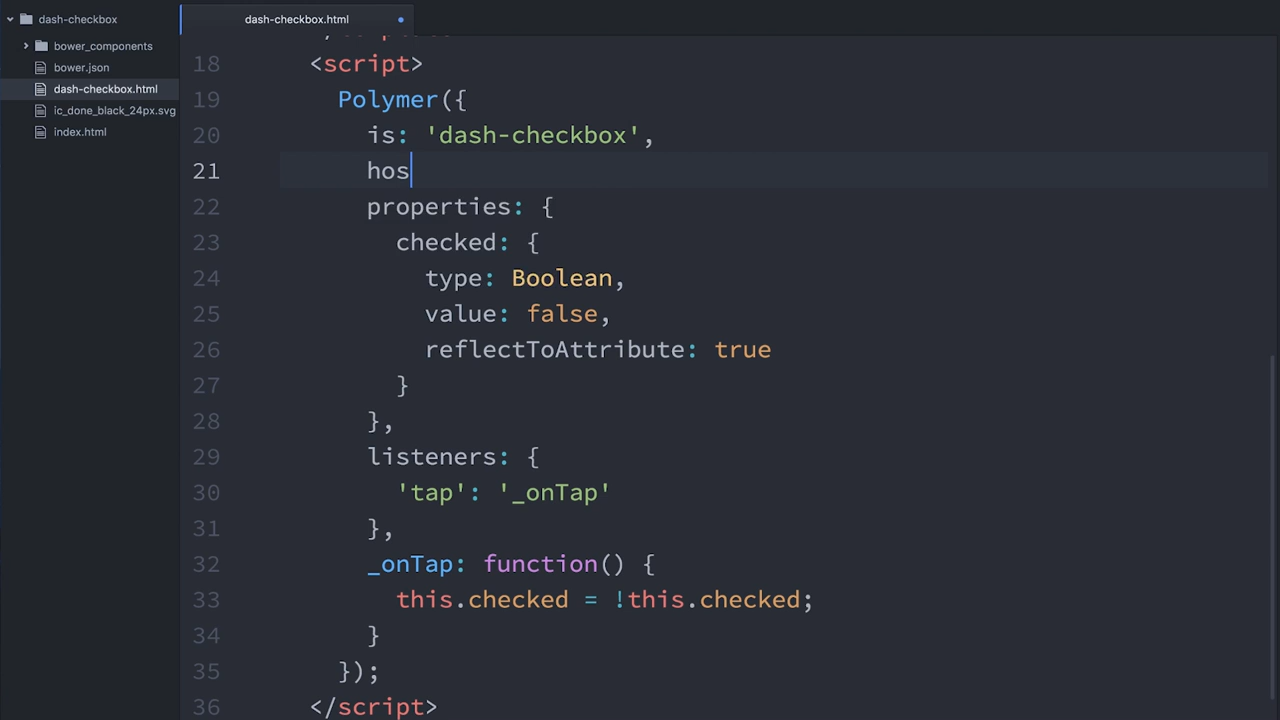 dash-checkbox
bower_components
bower.json
dash-checkbox.html
ic_done_black_24px.svg
index.html
dash-checkbox.html
18 <script>
19 Polymer({
20 is: 'dash-checkbox',
21 hos
22 properties: {
23 checked: {
24 type: Boolean,
25 value: false,
26 reflectToAttribute: true
27 }
28 },
29 listeners: {
30 'tap': '_onTap'
31 },
32 _onTap: function() {
33 this.checked = !this.checked;
34 }
35 });
36 </script>